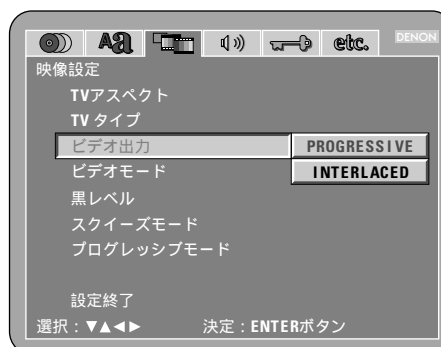 Aa etc. DENON
映像設定
TVアスペクト
TV タイプ
ビデオ出力 PROGRESSIVE
ビデオモード INTERLACED
黒レベル
スクイーズモード
プログレッシブモード
設定終了
選択：▼▲◀▶ 決定：ENTERボタン